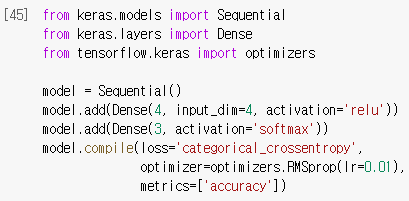 [45] from keras.models import Sequential
from keras.layers import Dense
from tensorflow.keras import optimizers
model = Sequential()
model.add(Dense(4, input_dim=4, activation='relu'))
model.add(Dense(3, activation='softmax'))
model.compile(loss='categorical_crossentropy',
optimizer=optimizers.RMSprop(lr=0.01),
metrics=['accuracy'])